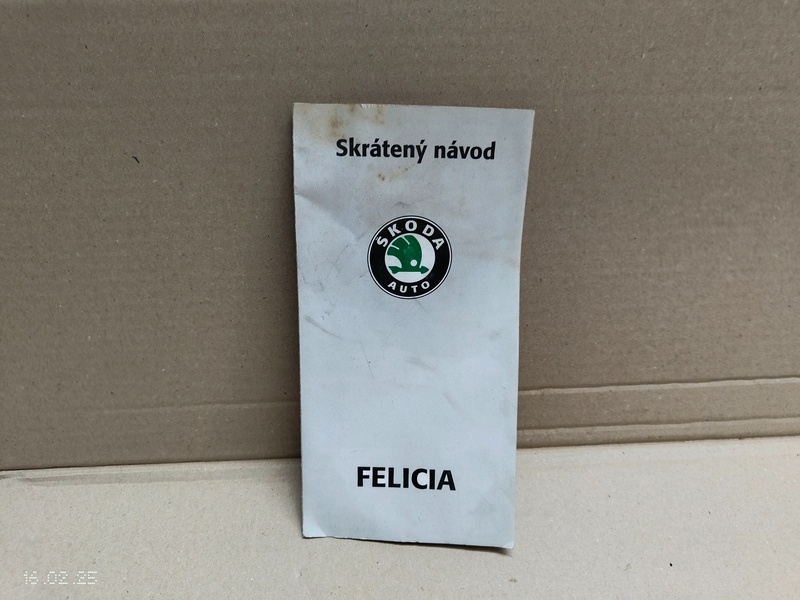 Skrátený návod
ŠKODA
AUTO
FELICIA
16.02.25